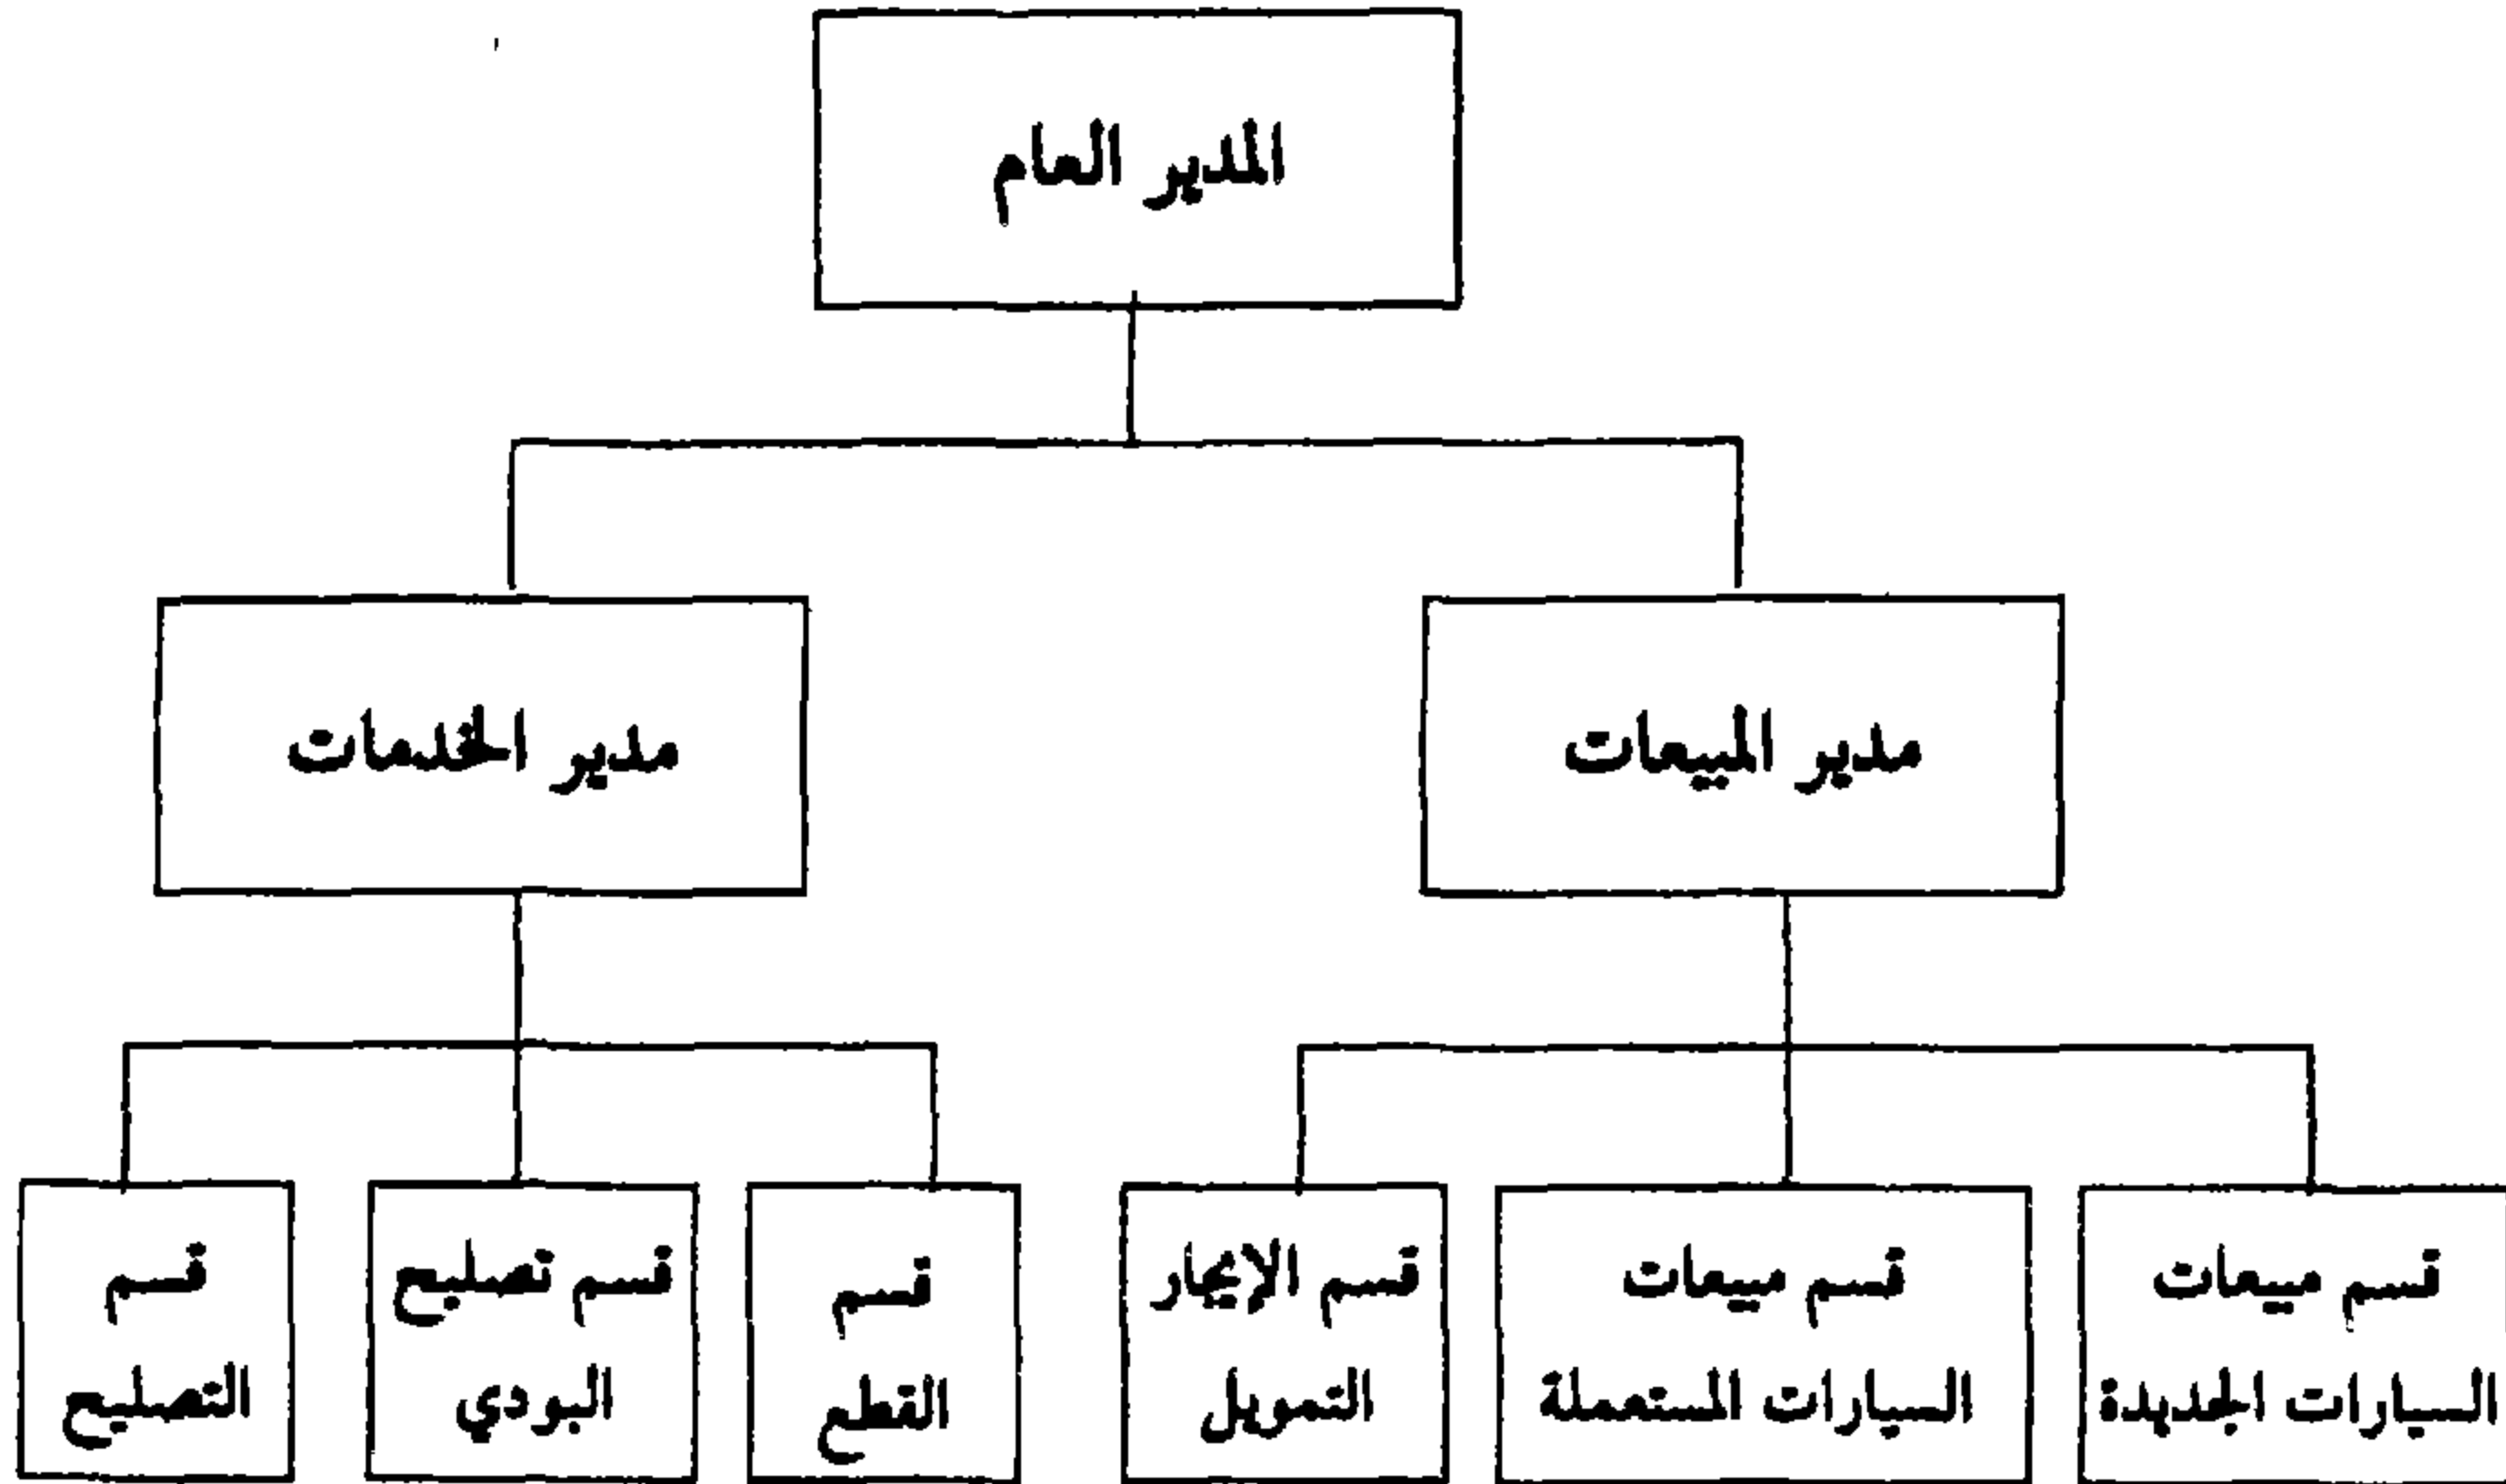 المدير العام
مدير المبيعات
مدير الخدمات
قسم مبيعات
السيارات الجديدة
قسم مبيعات
السيارات المستعملة
قسم الإيجار
التمويل
قسم
القطع
قسم تصليح
البودي
قسم
التصليح